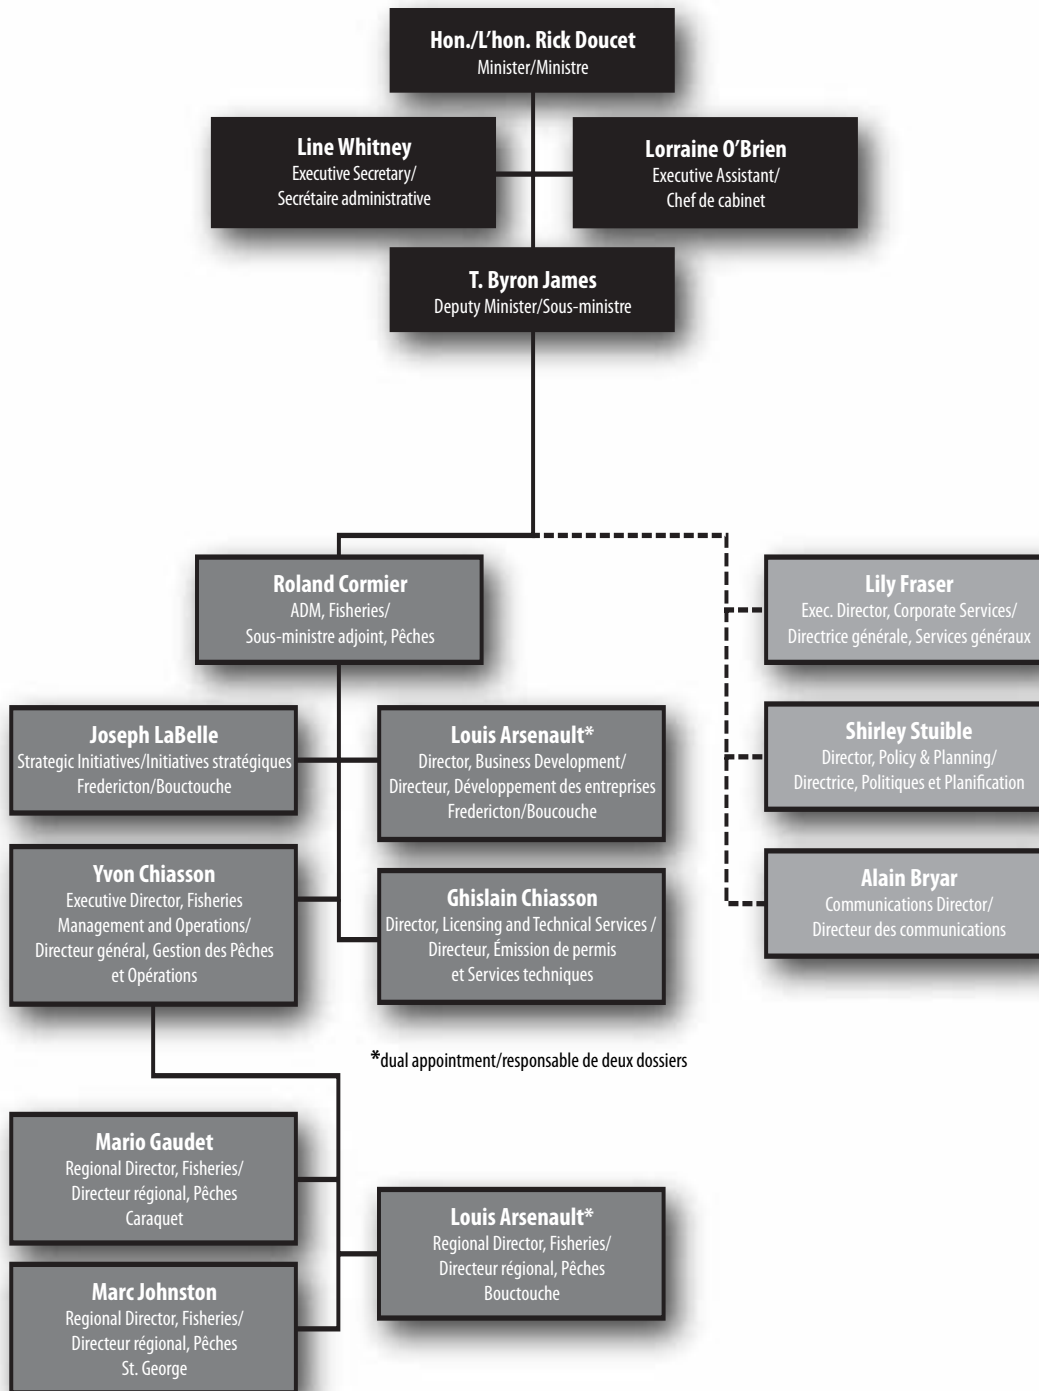 Hon./L'hon. Rick Doucet
Minister/Ministre
Line Whitney
Executive Secretary/
Secrétaire administrative
Lorraine O'Brien
Executive Assistant/
Chef de cabinet
T. Byron James
Deputy Minister/Sous-ministre
Roland Cormier
ADM, Fisheries/
Sous-ministre adjoint, Pêches
Lily Fraser
Exec. Director, Corporate Services/
Directrice générale, Services généraux
Joseph LaBelle
Strategic Initiatives/Initiatives stratégiques
Fredericton/Bouctouche
Louis Arsenault*
Director, Business Development/
Directeur, Développement des entreprises
Fredericton/Boucouche
Shirley Stuible
Director, Policy & Planning/
Directrice, Politiques et Planification
Yvon Chiasson
Executive Director, Fisheries
Management and Operations/
Directeur général, Gestion des Pêches
et Opérations
Ghislain Chiasson
Director, Licensing and Technical Services /
Directeur, Émission de permis
et Services techniques
Alain Bryar
Communications Director/
Directeur des communications
*dual appointment/responsable de deux dossiers
Mario Gaudet
Regional Director, Fisheries/
Directeur régional, Pêches
Caraquet
Louis Arsenault*
Regional Director, Fisheries/
Directeur régional, Pêches
Bouctouche
Marc Johnston
Regional Director, Fisheries/
Directeur régional, Pêches
St. George